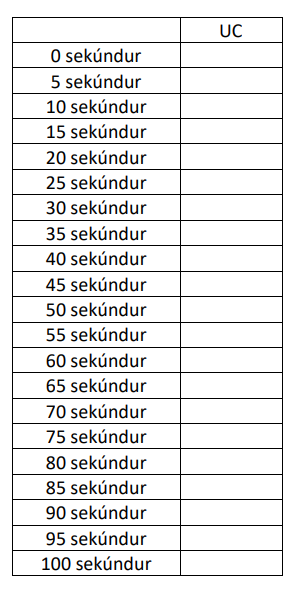 UC
0 sekúndur
5 sekúndur
10 sekúndur
15 sekúndur
20 sekúndur
25 sekúndur
30 sekúndur
35 sekúndur
40 sekúndur
45 sekúndur
50 sekúndur
55 sekúndur
60 sekúndur
65 sekúndur
70 sekúndur
75 sekúndur
80 sekúndur
85 sekúndur
90 sekúndur
95 sekúndur
100 sekúndur